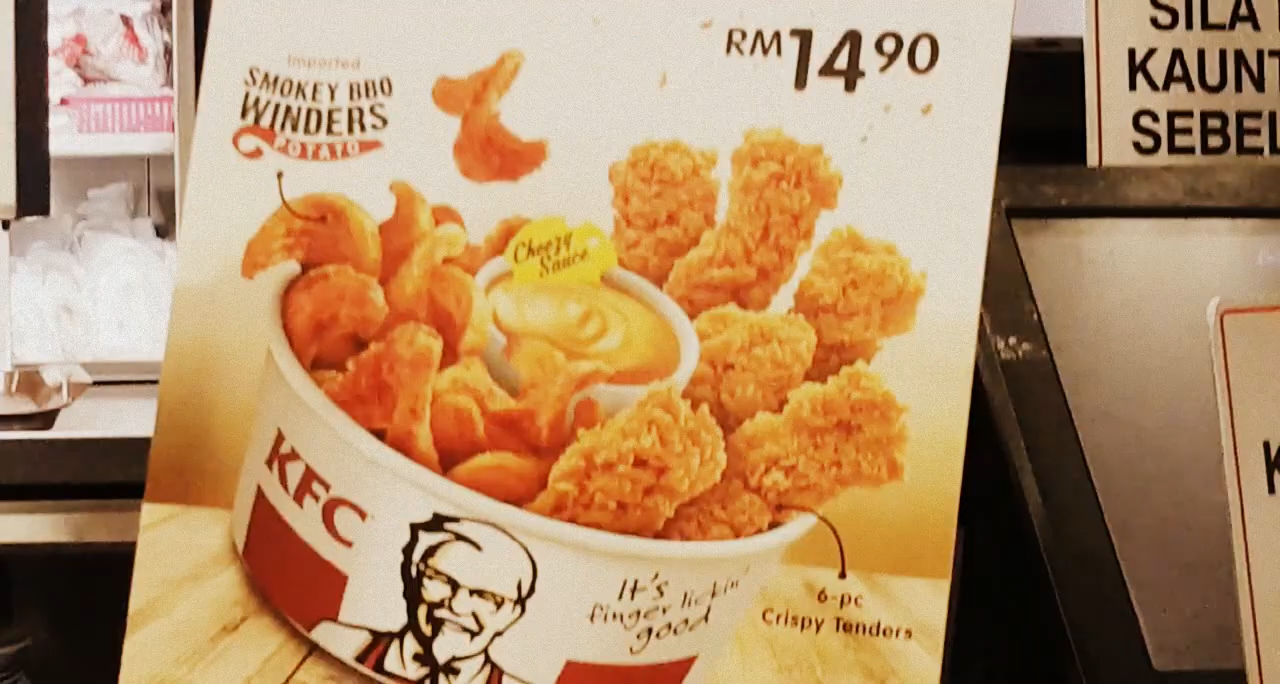 Imported
SMOKEY BBQ
WINDERS
POTATO
RM1490
Cheezy
Sauce
KFC
It's
finger lickin'
good
6-pc
Crispy Tenders
SILA
KAUNT
SEBEL
K